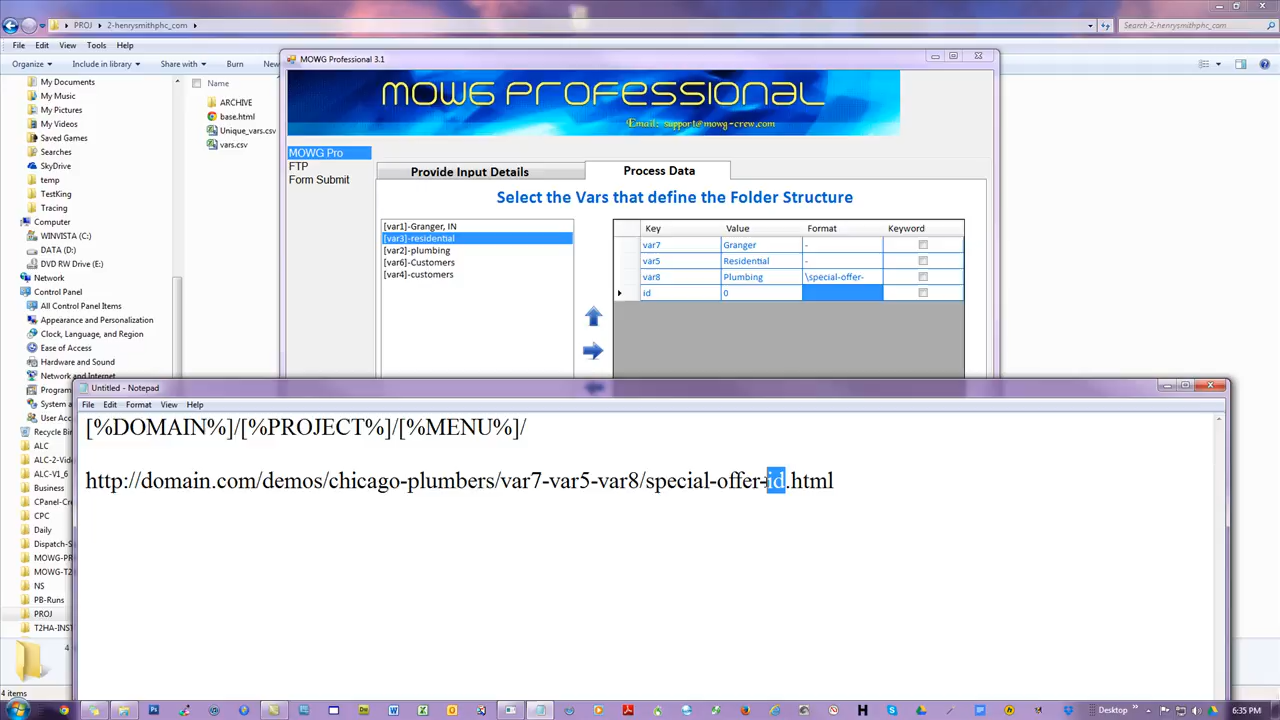 PROJ
2-henrysmithphc_com
Search 2-henrysmithphc_com
File Edit View Tools Help
Organize Include in library Share with Burn New
My Documents
My Music
My Pictures
My Videos
Saved Games
Searches
SkyDrive
temp
TestKing
Tracing
Computer
WINVISTA (C:)
DATA (D:)
DVD RW Drive (E:)
Network
Control Panel
All Control Panel Items
Appearance and Personalization
Clock, Language, and Region
Ease of Access
Hardware and Sound
Network and Internet
Program
System a
User Acco
Recycle Bin
ALC
ALC-2-Video
ALC-V1_6
Business
CPanel-Cre
Daily
Dispatch-S
MOWG-PR
MOWG-T2
NS
PB-Runs
PROJ
T2HA-INST
4 items
Name
ARCHIVE
base.html
Unique_vars.csv
vars.csv
MOWG Professional 3.1
MOWG PROFESSIONAL
Email: support@mowg-crew.com
MOWG Pro
FTP
Form Submit
Provide Input Details
Process Data
Select the Vars that define the Folder Structure
[var1]-Granger, IN
[var3]-residential
[var2]-plumbing
[var6]-Customers
[var4]-customers
Key Value Format Keyword
var7 Granger -
var5 Residential -
var8 Plumbing \special-offer-
id 0
Untitled - Notepad
File Edit Format View Help
[%DOMAIN%]/[%PROJECT%]/[%MENU%]/
http://domain.com/demos/chicago-plumbers/var7-var5-var8/special-offer-id.html
Desktop
6:35 PM